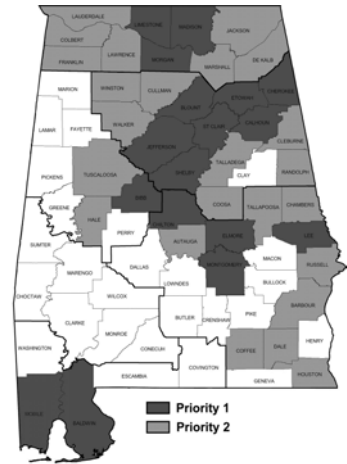 LAUDERDALE
LIMESTONE
MADISON
JACKSON
COLBERT
LAWRENCE
MORGAN
FRANKLIN
MARSHALL
DE KALB
MARION
WINSTON
CULLMAN
CHEROKEE
ETOWAH
BLOUNT
LAMAR
FAYETTE
WALKER
CALHOUN
ST CLAIR
CLEBURNE
JEFFERSON
TALLADEGA
PICKENS
TUSCALOOSA
SHELBY
CLAY
RANDOLPH
GREENE
BIBB
HALE
COOSA
TALLAPOOSA
CHAMBERS
CHILTON
PERRY
SUMTER
AUTAUGA
ELMORE
LEE
MARENGO
DALLAS
MONTGOMERY
MACON
RUSSELL
CHOCTAW
LOWNDES
BULLOCK
WILCOX
BARBOUR
CLARKE
BUTLER
CRENSHAW
PIKE
MONROE
HENRY
WASHINGTON
CONECUH
COFFEE
DALE
COVINGTON
ESCAMBIA
GENEVA
HOUSTON
MOBILE
BALDWIN
Priority 1
Priority 2